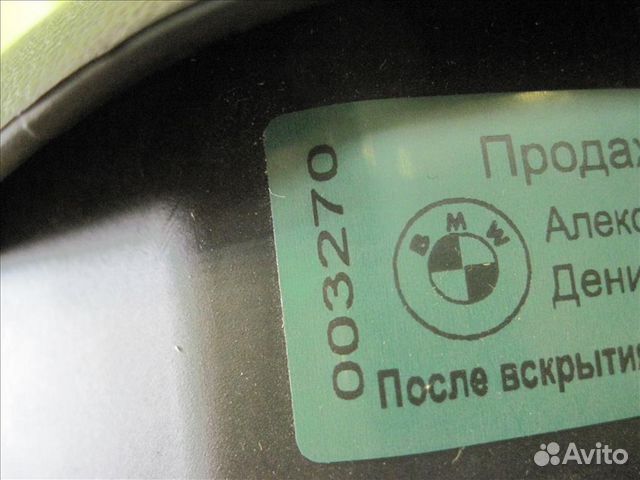 003270
Продаж
BMW
Алекс
Дени
После вскрытия
Avito